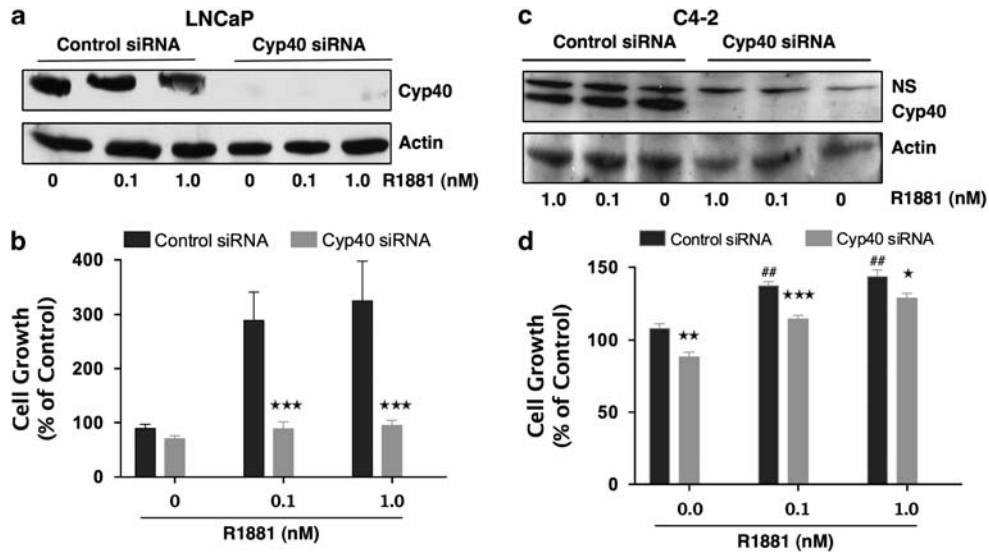 a
LNCaP
Control siRNA Cyp40 siRNA
Cyp40
Actin
0 0.1 1.0 0 0.1 1.0 R1881 (nM)
b
Control siRNA Cyp40 siRNA
400
300
200
100
0
Cell Growth
(% of Control)
★★★ ★★★
0 0.1 1.0
R1881 (nM)
c
C4-2
Control siRNA Cyp40 siRNA
NS
Cyp40
Actin
1.0 0.1 0 1.0 0.1 0 R1881 (nM)
d
Control siRNA Cyp40 siRNA
150
100
50
0
Cell Growth
(% of Control)
## ##
★★ ★★★ ★
0.0 0.1 1.0
R1881 (nM)